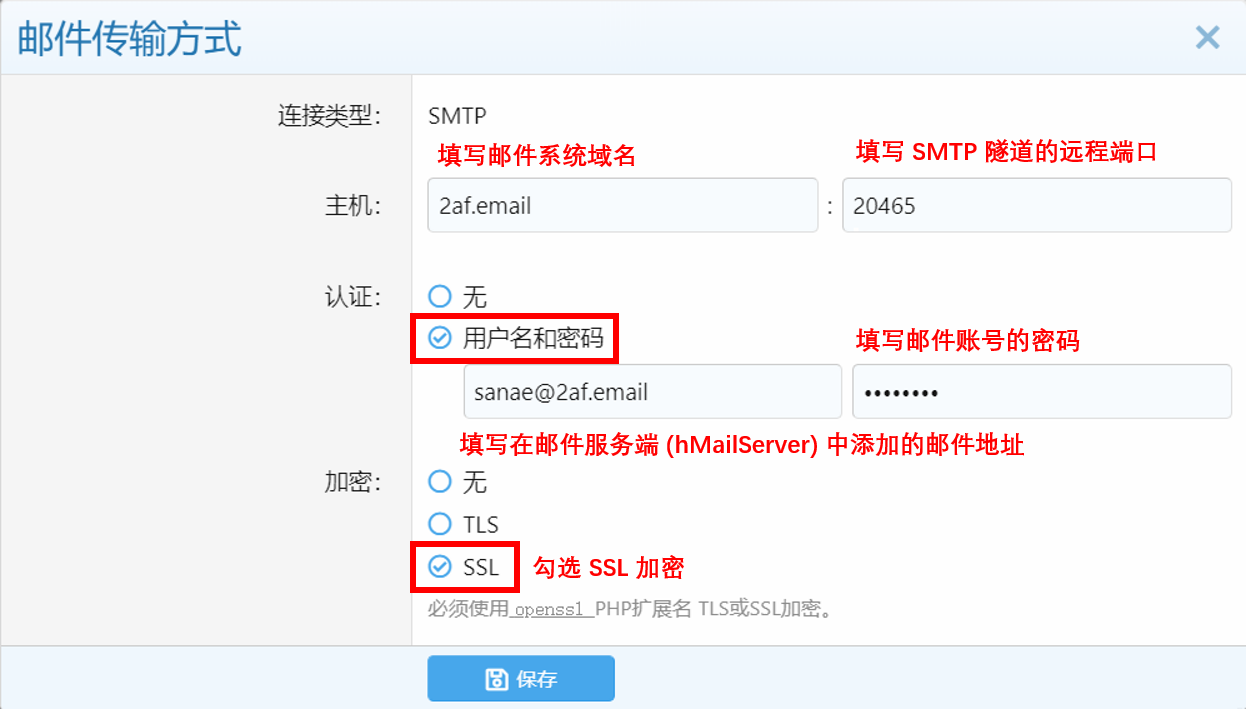 邮件传输方式
连接类型: SMTP
填写邮件系统域名 填写 SMTP 隧道的远程端口
主机: 2af.email : 20465
认证: 无
用户名和密码 填写邮件账号的密码
sanae@2af.email ••••••••
填写在邮件服务端 (hMailServer) 中添加的邮件地址
加密: 无
TLS
SSL 勾选 SSL 加密
必须使用 openssl PHP扩展名 TLS或SSL加密。
保存